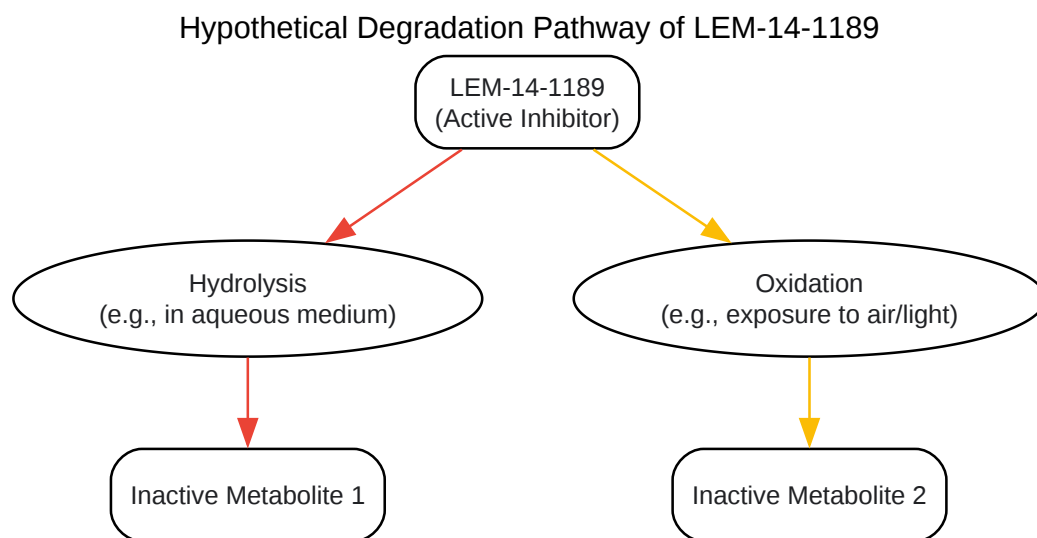 Hypothetical Degradation Pathway of LEM-14-1189
LEM-14-1189
(Active Inhibitor)
Hydrolysis
(e.g., in aqueous medium)
Oxidation
(e.g., exposure to air/light)
Inactive Metabolite 1
Inactive Metabolite 2